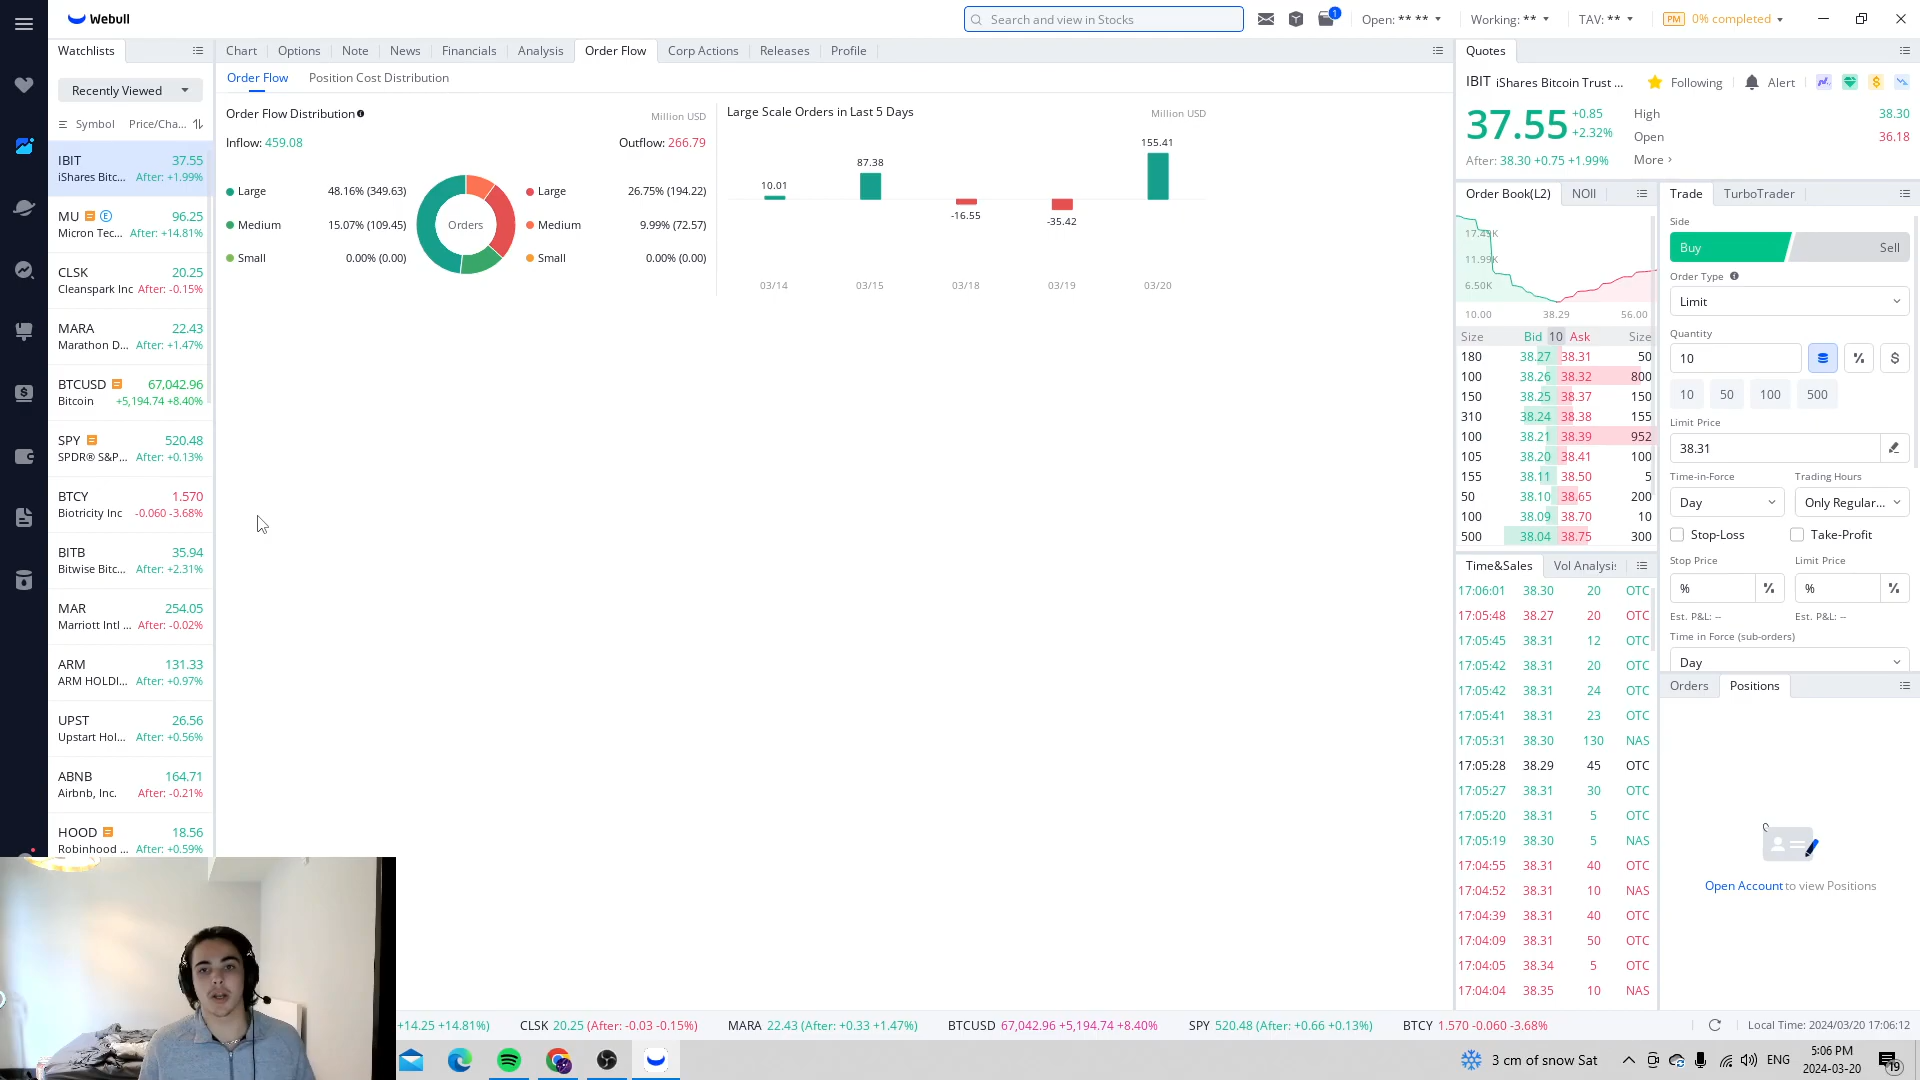 Webull
Search and view in Stocks
1
Open: ** **
Working: **
TAV: **
PM 0% completed
Watchlists
Chart Options Note News Financials Analysis Order Flow Corp Actions Releases Profile
Quotes
Recently Viewed
Symbol Price/Cha...
IBIT 37.55
iShares Bitc... After: +1.99%
MU E 96.25
Micron Tec... After: +14.81%
CLSK 20.25
Cleanspark Inc After: -0.15%
MARA 22.43
Marathon D... After: +1.47%
BTCUSD 67,042.96
Bitcoin +5,194.74 +8.40%
SPY 520.48
SPDR® S&P... After: +0.13%
BTCY 1.570
Biotricity Inc -0.060 -3.68%
BITB 35.94
Bitwise Bitc... After: +2.31%
MAR 254.05
Marriott Intl ... After: -0.02%
ARM 131.33
ARM HOLDI... After: +0.97%
UPST 26.56
Upstart Hol... After: +0.56%
ABNB 164.71
Airbnb, Inc. After: -0.21%
HOOD 18.56
Robinhood ... After: +0.59%
Order Flow Position Cost Distribution
Order Flow Distribution
Million USD
Inflow: 459.08 Outflow: 266.79
Large 48.16% (349.63)
Medium 15.07% (109.45)
Small 0.00% (0.00)
Orders
Large 26.75% (194.22)
Medium 9.99% (72.57)
Small 0.00% (0.00)
Large Scale Orders in Last 5 Days Million USD
10.01 87.38 -16.55 -35.42 155.41
03/14 03/15 03/18 03/19 03/20
IBIT iShares Bitcoin Trust ... Following Alert
37.55 +0.85
+2.32%
After: 38.30 +0.75 +1.99%
High 38.30
Open 36.18
More
Order Book(L2) NOII
17.49K
11.99K
6.50K
10.00 38.29 56.00
Size Bid 10 Ask Size
180 38.27 38.31 50
100 38.26 38.32 800
150 38.25 38.37 150
310 38.24 38.38 155
100 38.21 38.39 952
105 38.20 38.41 100
155 38.11 38.50 5
50 38.10 38.65 200
100 38.09 38.70 10
500 38.04 38.75 300
Time&Sales Vol Analysis
17:06:01 38.30 20 OTC
17:05:48 38.27 20 OTC
17:05:45 38.31 12 OTC
17:05:42 38.31 20 OTC
17:05:42 38.31 24 OTC
17:05:41 38.31 23 OTC
17:05:31 38.30 130 NAS
17:05:28 38.29 45 OTC
17:05:27 38.31 30 OTC
17:05:20 38.31 5 OTC
17:05:19 38.30 5 NAS
17:04:55 38.31 40 OTC
17:04:52 38.31 10 NAS
17:04:39 38.31 40 OTC
17:04:09 38.31 50 OTC
17:04:05 38.34 5 OTC
17:04:04 38.35 10 NAS
Trade TurboTrader
Side
Buy Sell
Order Type
Limit
Quantity
10 % $
10 50 100 500
Limit Price
38.31
Time-in-Force Trading Hours
Day Only Regular...
Stop-Loss Take-Profit
Stop Price Limit Price
% % % %
Est. P&L: -- Est. P&L: --
Time in Force (sub-orders)
Day
Orders Positions
Open Account to view Positions
+14.25 +14.81%) CLSK 20.25 (After: -0.03 -0.15%) MARA 22.43 (After: +0.33 +1.47%) BTCUSD 67,042.96 +5,194.74 +8.40% SPY 520.48 (After: +0.66 +0.13%) BTCY 1.570 -0.060 -3.68%
Local Time: 2024/03/20 17:06:12
3 cm of snow Sat
ENG
5:06 PM
2024-03-20
19